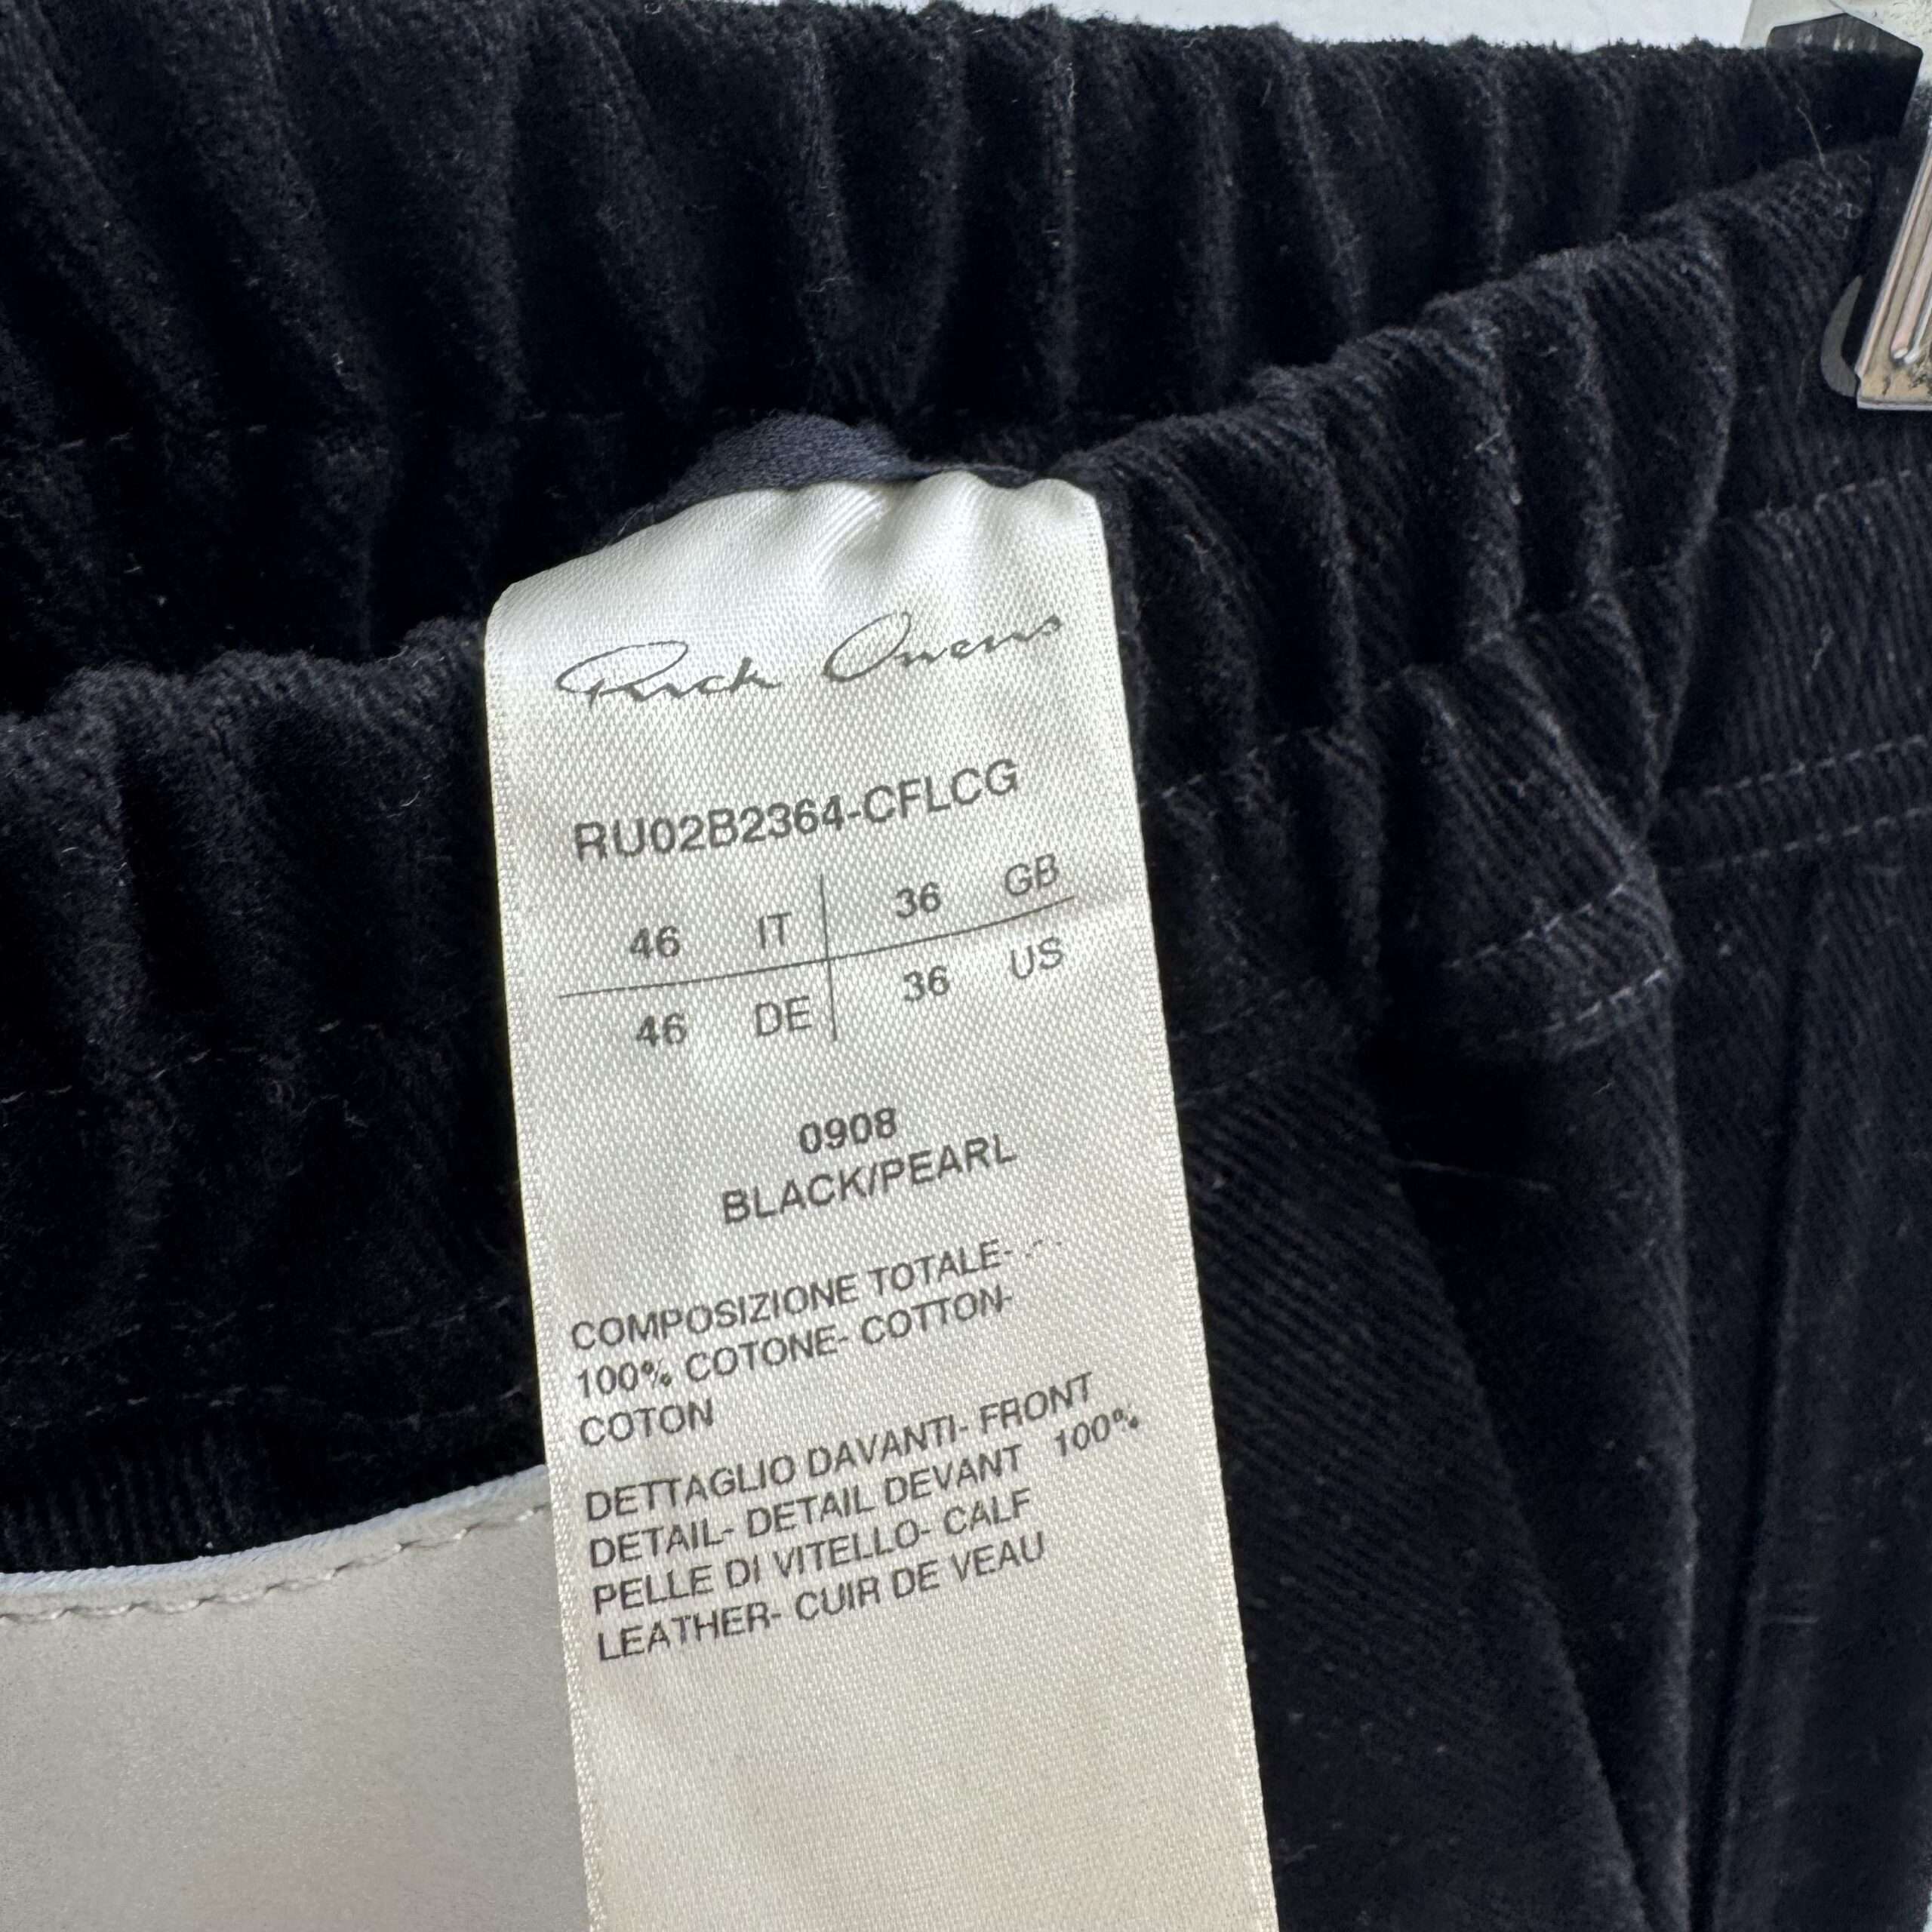 Rick Owens
RU02B2364-CFLCG
46 IT 36 GB
46 DE 36 US
0908
BLACK/PEARL
COMPOSIZIONE TOTALE-
100% COTONE- COTTON-
COTON
DETTAGLIO DAVANTI- FRONT
DETAIL- DETAIL DEVANT 100%
PELLE DI VITELLO- CALF
LEATHER- CUIR DE VEAU